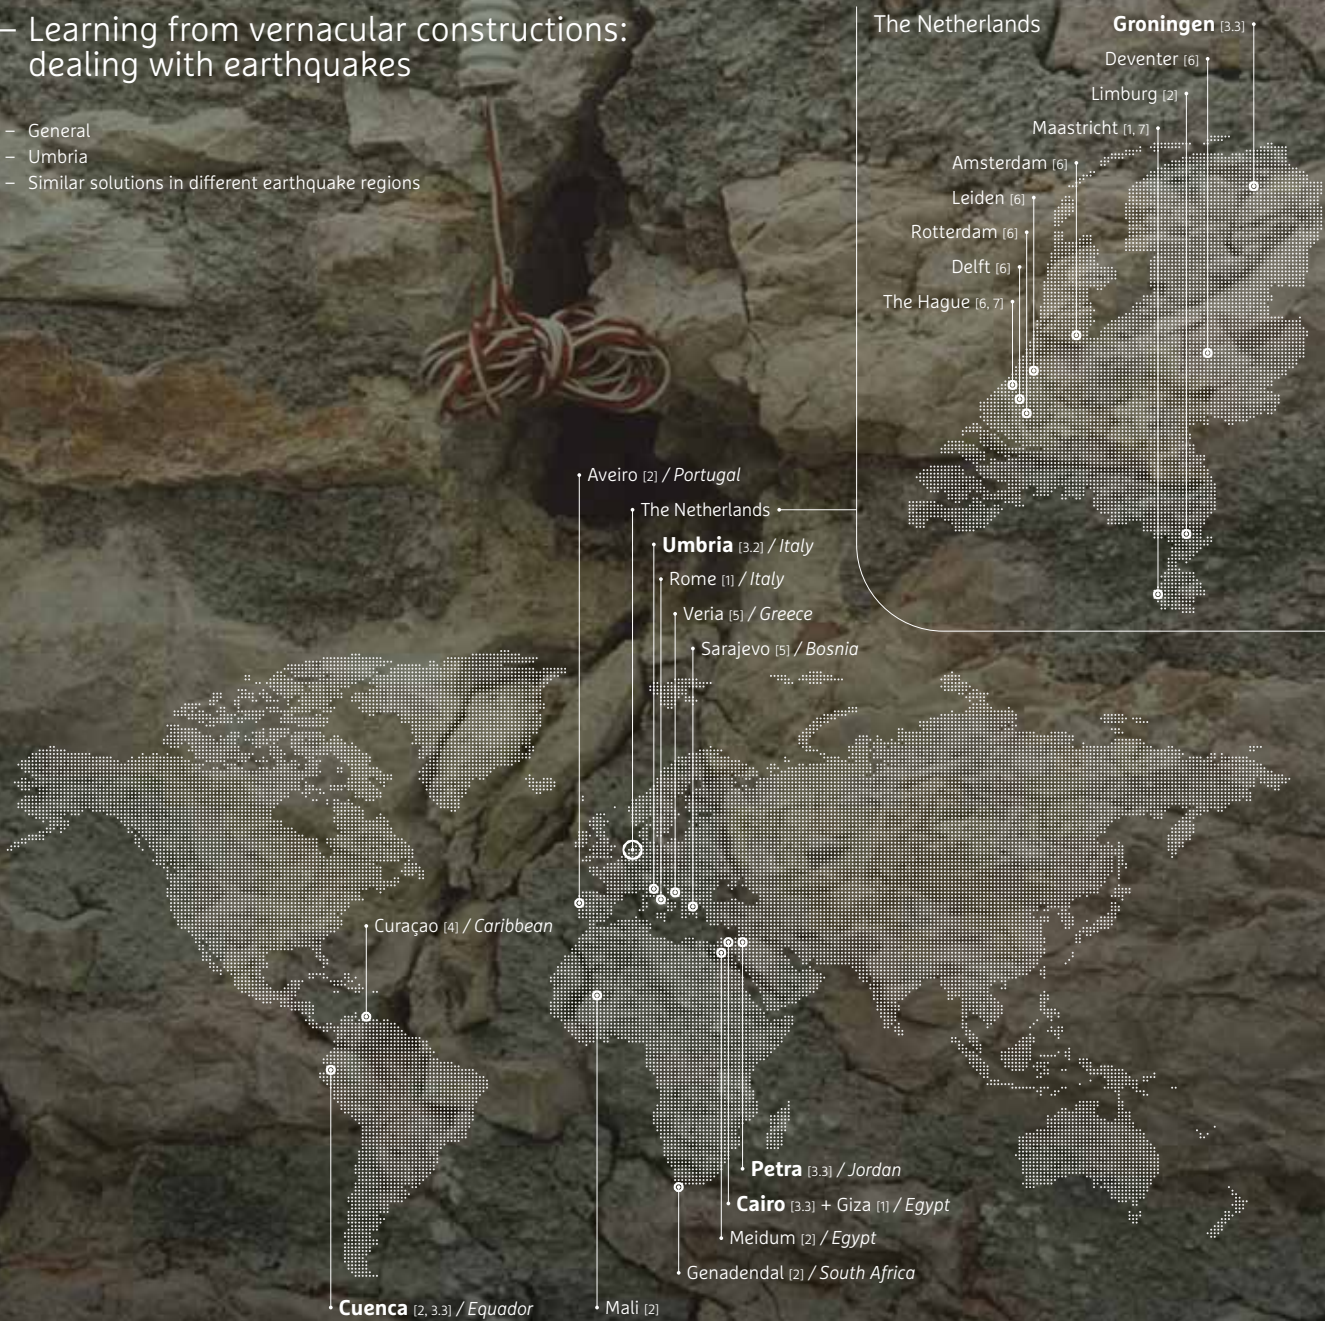 – Learning from vernacular constructions:
dealing with earthquakes
– General
– Umbria
– Similar solutions in different earthquake regions
The Netherlands
Groningen [3.3]
Deventer [6]
Limburg [2]
Maastricht [1, 7]
Amsterdam [6]
Leiden [6]
Rotterdam [6]
Delft [6]
The Hague [6, 7]
Aveiro [2] / Portugal
The Netherlands
Umbria [3.2] / Italy
Rome [1] / Italy
Veria [5] / Greece
Sarajevo [5] / Bosnia
Curaçao [4] / Caribbean
Petra [3.3] / Jordan
Cairo [3.3] + Giza [1] / Egypt
Meidum [2] / Egypt
Genadendal [2] / South Africa
Cuenca [2, 3.3] / Equador
Mali [2]